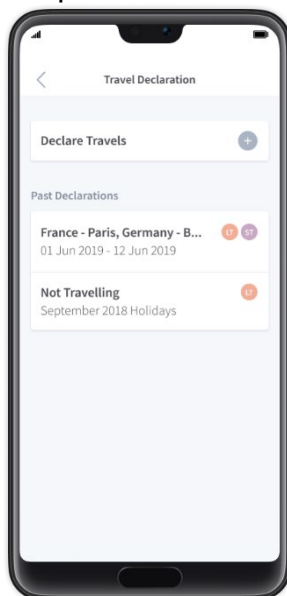 Travel Declaration
Declare Travels
Past Declarations
France - Paris, Germany - B... LT ST
01 Jun 2019 - 12 Jun 2019
Not Travelling LT
September 2018 Holidays